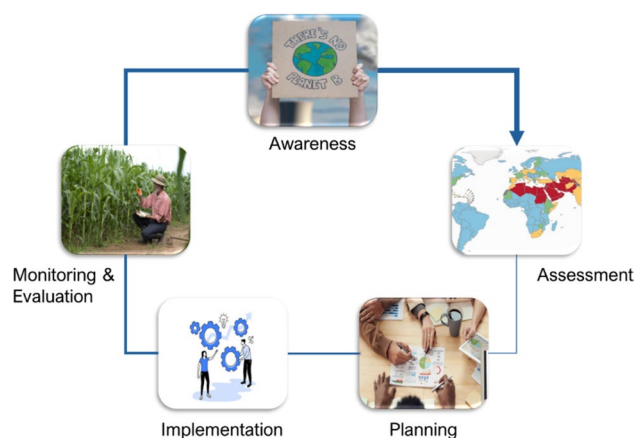 THERE'S NO
PLANET B
Awareness
Monitoring &
Evaluation
Assessment
Implementation
Planning